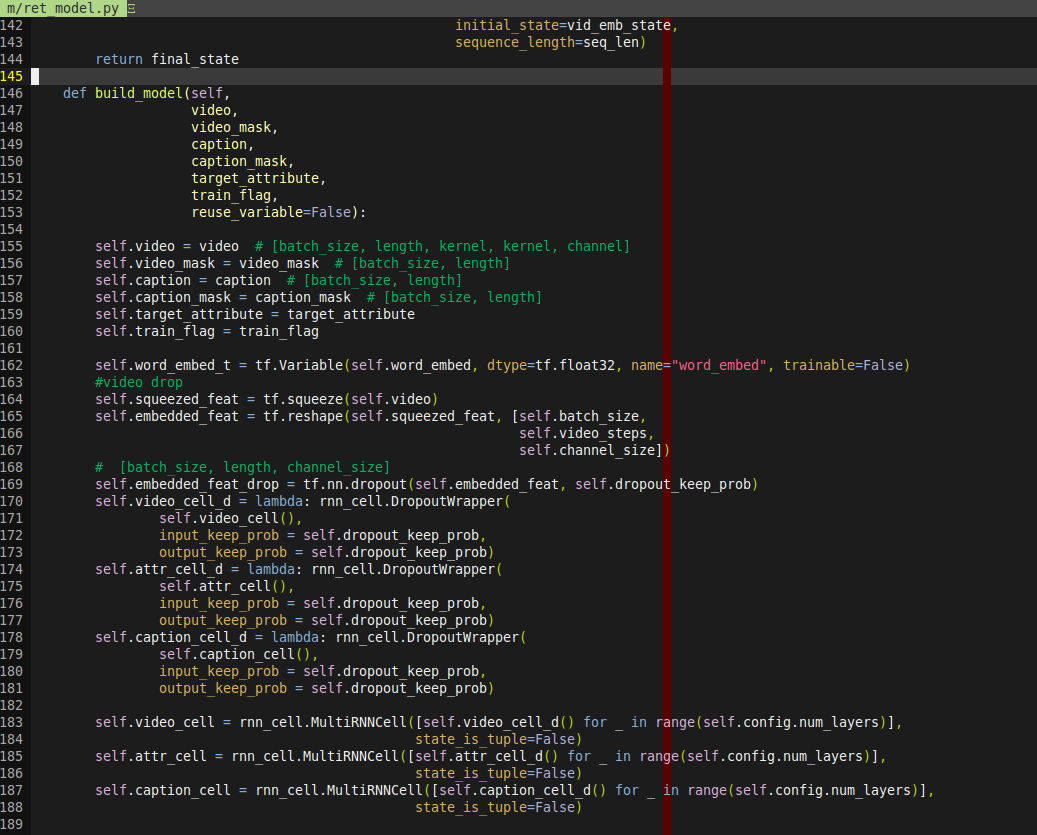 m/ret_model.py
142                                                      initial_state=vid_emb_state,
143                                                      sequence_length=seq_len)
144         return final_state
145
146     def build_model(self,
147                     video,
148                     video_mask,
149                     caption,
150                     caption_mask,
151                     target_attribute,
152                     train_flag,
153                     reuse_variable=False):
154
155         self.video = video  # [batch_size, length, kernel, kernel, channel]
156         self.video_mask = video_mask  # [batch_size, length]
157         self.caption = caption  # [batch_size, length]
158         self.caption_mask = caption_mask  # [batch_size, length]
159         self.target_attribute = target_attribute
160         self.train_flag = train_flag
161
162         self.word_embed_t = tf.Variable(self.word_embed, dtype=tf.float32, name="word_embed", trainable=False)
163         #video drop
164         self.squeezed_feat = tf.squeeze(self.video)
165         self.embedded_feat = tf.reshape(self.squeezed_feat, [self.batch_size,
166                                                              self.video_steps,
167                                                              self.channel_size])
168         #  [batch_size, length, channel_size]
169         self.embedded_feat_drop = tf.nn.dropout(self.embedded_feat, self.dropout_keep_prob)
170         self.video_cell_d = lambda: rnn_cell.DropoutWrapper(
171                 self.video_cell(),
172                 input_keep_prob = self.dropout_keep_prob,
173                 output_keep_prob = self.dropout_keep_prob)
174         self.attr_cell_d = lambda: rnn_cell.DropoutWrapper(
175                 self.attr_cell(),
176                 input_keep_prob = self.dropout_keep_prob,
177                 output_keep_prob = self.dropout_keep_prob)
178         self.caption_cell_d = lambda: rnn_cell.DropoutWrapper(
179                 self.caption_cell(),
180                 input_keep_prob = self.dropout_keep_prob,
181                 output_keep_prob = self.dropout_keep_prob)
182
183         self.video_cell = rnn_cell.MultiRNNCell([self.video_cell_d() for _ in range(self.config.num_layers)],
184                                                 state_is_tuple=False)
185         self.attr_cell = rnn_cell.MultiRNNCell([self.attr_cell_d() for _ in range(self.config.num_layers)],
186                                                 state_is_tuple=False)
187         self.caption_cell = rnn_cell.MultiRNNCell([self.caption_cell_d() for _ in range(self.config.num_layers)],
188                                                 state_is_tuple=False)
189